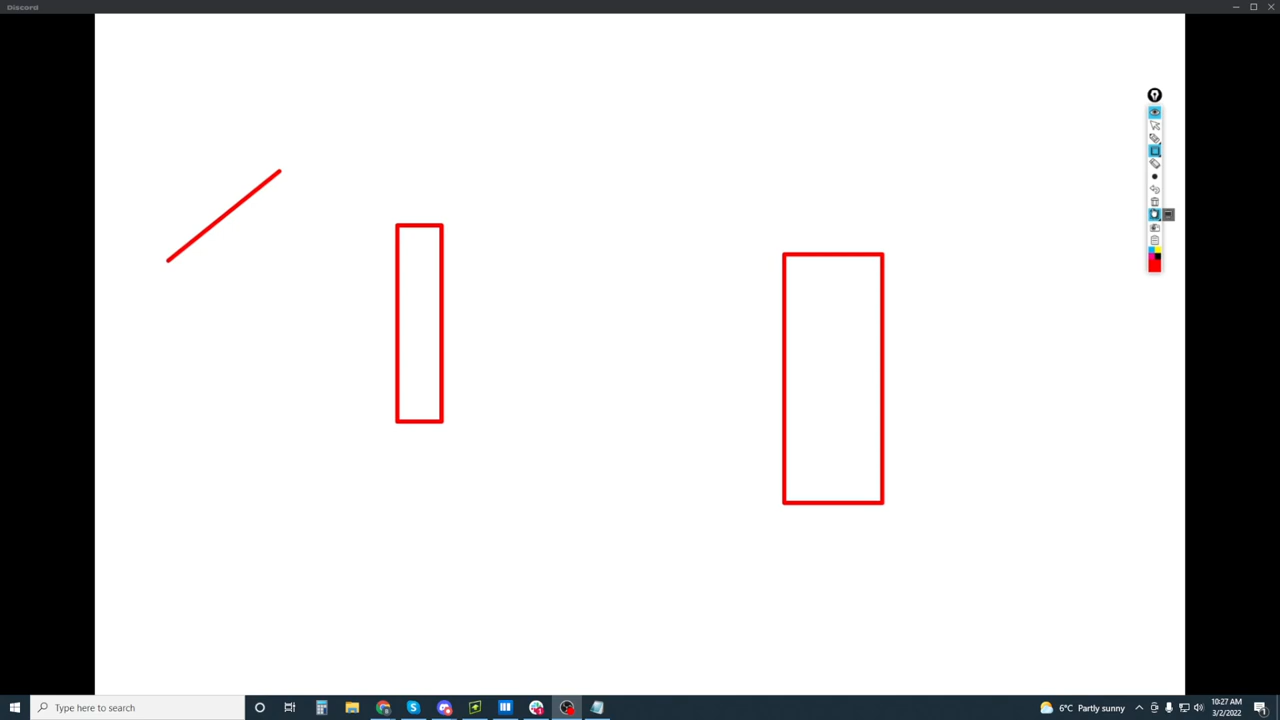 Discord
Type here to search
6°C Partly sunny
10:27 AM
3/2/2022